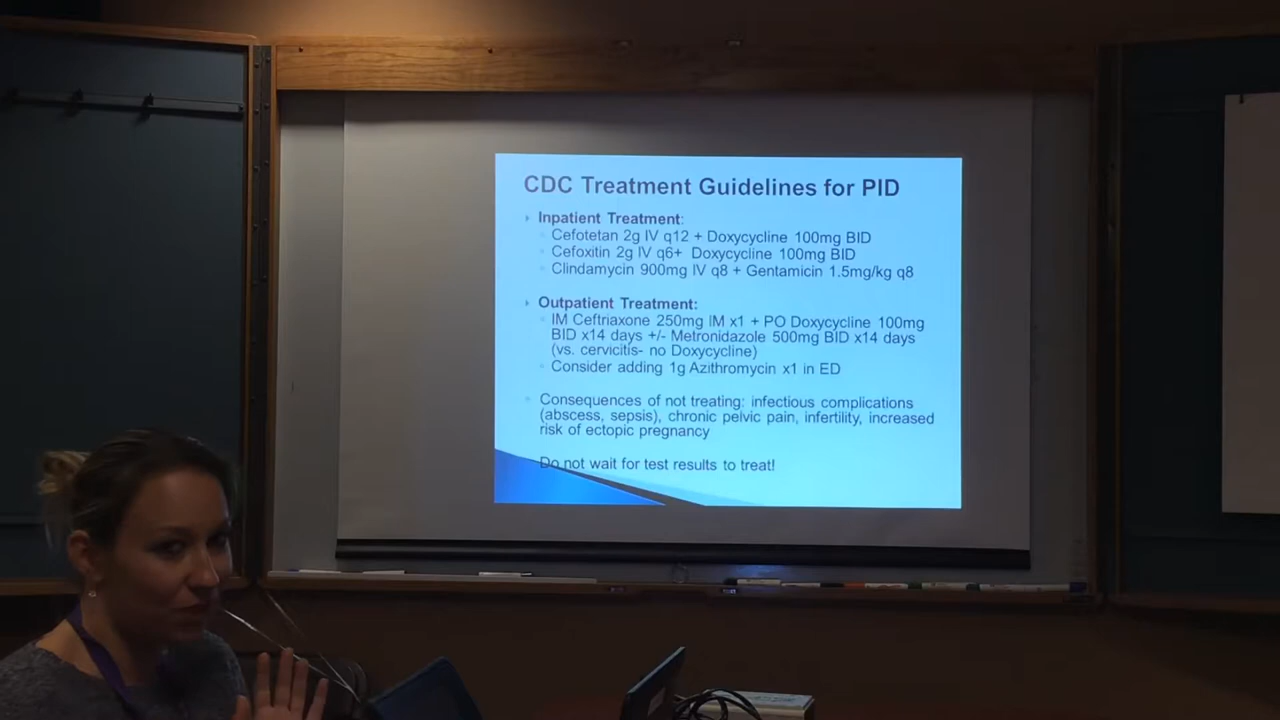 CDC Treatment Guidelines for PID
Inpatient Treatment:
Cefotetan 2g IV q12 + Doxycycline 100mg BID
Cefoxitin 2g IV q6+ Doxycycline 100mg BID
Clindamycin 900mg IV q8 + Gentamicin 1.5mg/kg q8
Outpatient Treatment:
IM Ceftriaxone 250mg IM x1 + PO Doxycycline 100mg
BID x14 days +/- Metronidazole 500mg BID x14 days
(vs. cervicitis- no Doxycycline)
Consider adding 1g Azithromycin x1 in ED
Consequences of not treating: infectious complications
(abscess, sepsis), chronic pelvic pain, infertility, increased
risk of ectopic pregnancy
Do not wait for test results to treat!